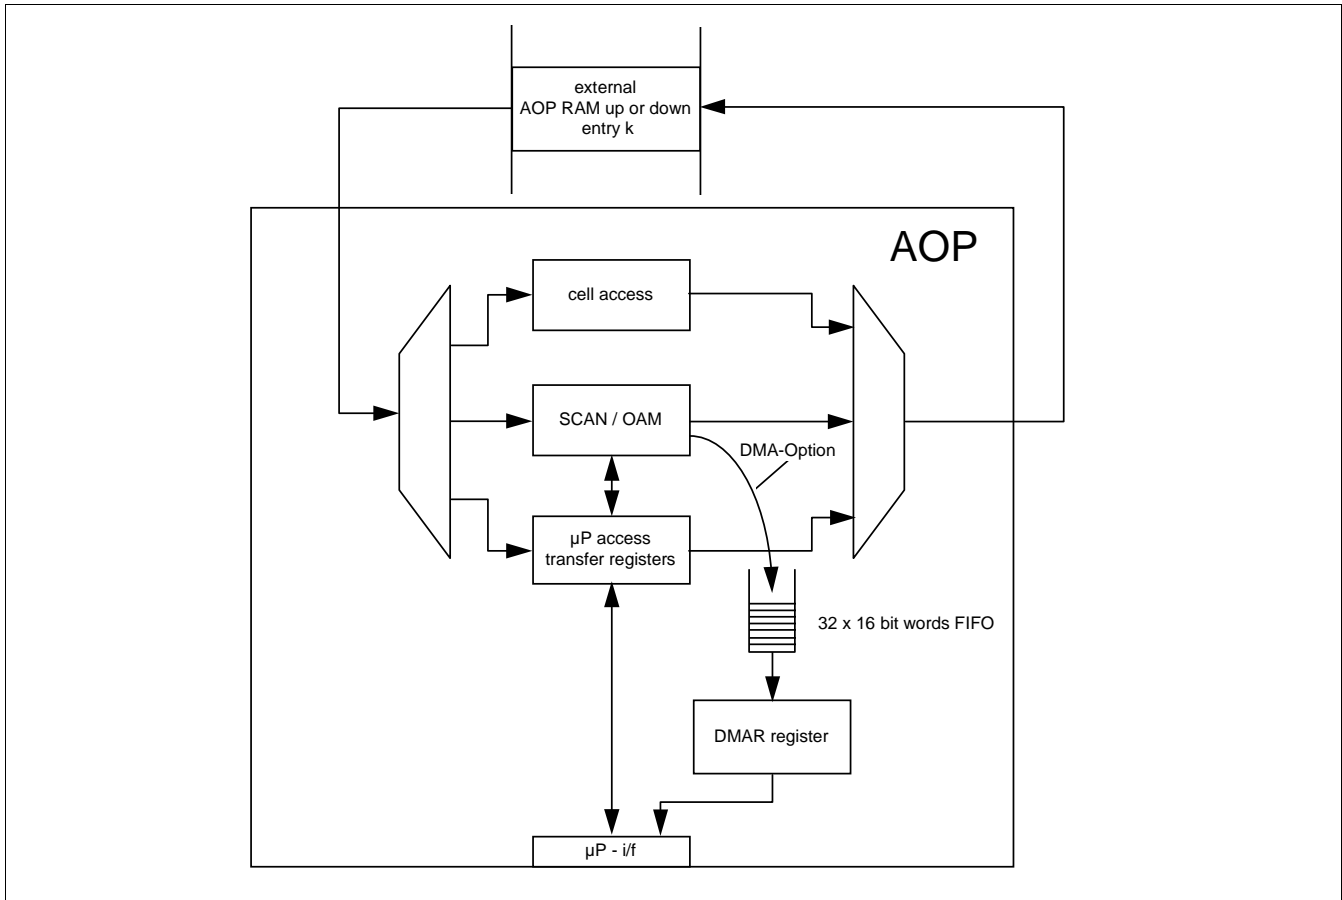 external
AOP RAM up or down
entry k
AOP
cell access
SCAN / OAM
DMA-Option
µP access
transfer registers
32 x 16 bit words FIFO
DMAR register
µP - i/f